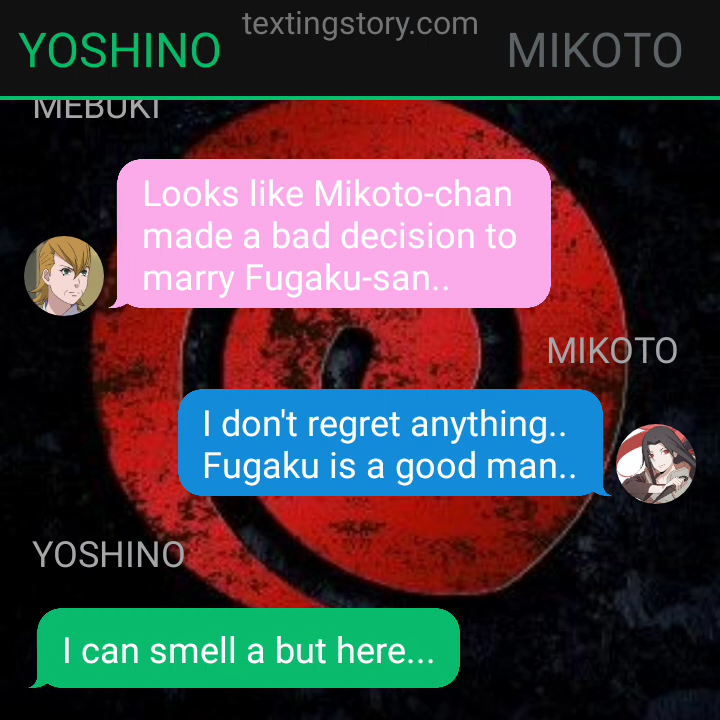 textingstory.com
YOSHINO
MIKOTO
MEBUKI
Looks like Mikoto-chan
made a bad decision to
marry Fugaku-san..
MIKOTO
I don't regret anything..
Fugaku is a good man..
YOSHINO
I can smell a but here...